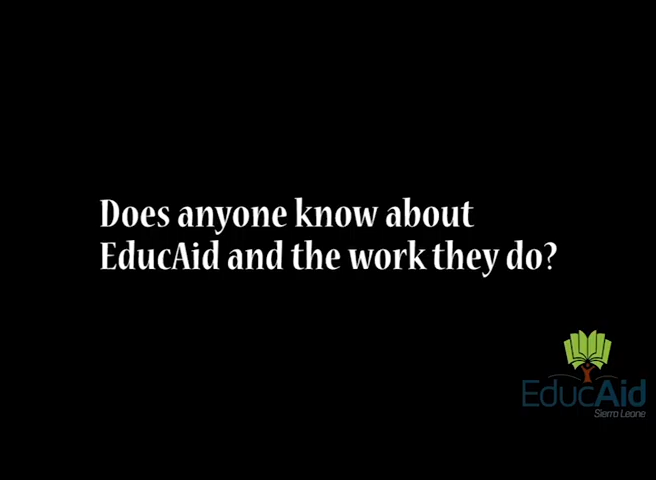 Does anyone know about
EducAid and the work they do?
EducAid
Sierra Leone